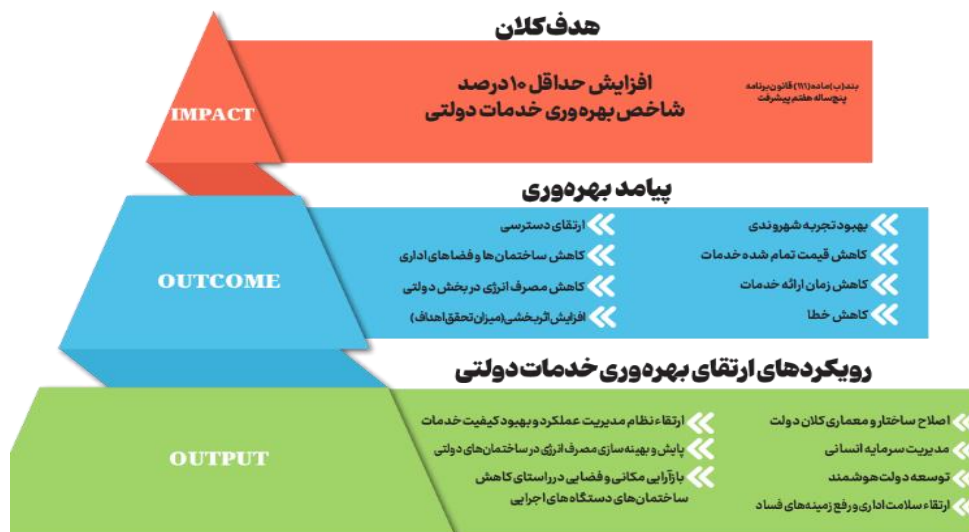 هدف کلان
IMPACT
افزایش حداقل ۱۰ درصد
شاخص بهره‌وری خدمات دولتی
بند(ب) ماده(۱۱۱) قانون برنامه
پنج‌ساله هفتم پیشرفت
پیامد بهره‌وری
OUTCOME
بهبود تجربه شهروندی
کاهش قیمت تمام شده خدمات
کاهش زمان ارائه خدمات
کاهش خطا
ارتقای دسترسی
کاهش ساختمان‌ها و فضاهای اداری
کاهش مصرف انرژی در بخش دولتی
افزایش اثربخشی(میزان تحقق اهداف)
رویکردهای ارتقای بهره‌وری خدمات دولتی
OUTPUT
اصلاح ساختار و معماری کلان دولت
مدیریت سرمایه انسانی
توسعه دولت هوشمند
ارتقاء سلامت اداری و رفع زمینه‌های فساد
ارتقاء نظام مدیریت عملکرد و بهبود کیفیت خدمات
پایش و بهینه‌سازی مصرف انرژی در ساختمان‌های دولتی
بازآرایی مکانی و فضایی در راستای کاهش
ساختمان‌های دستگاه‌های اجرایی